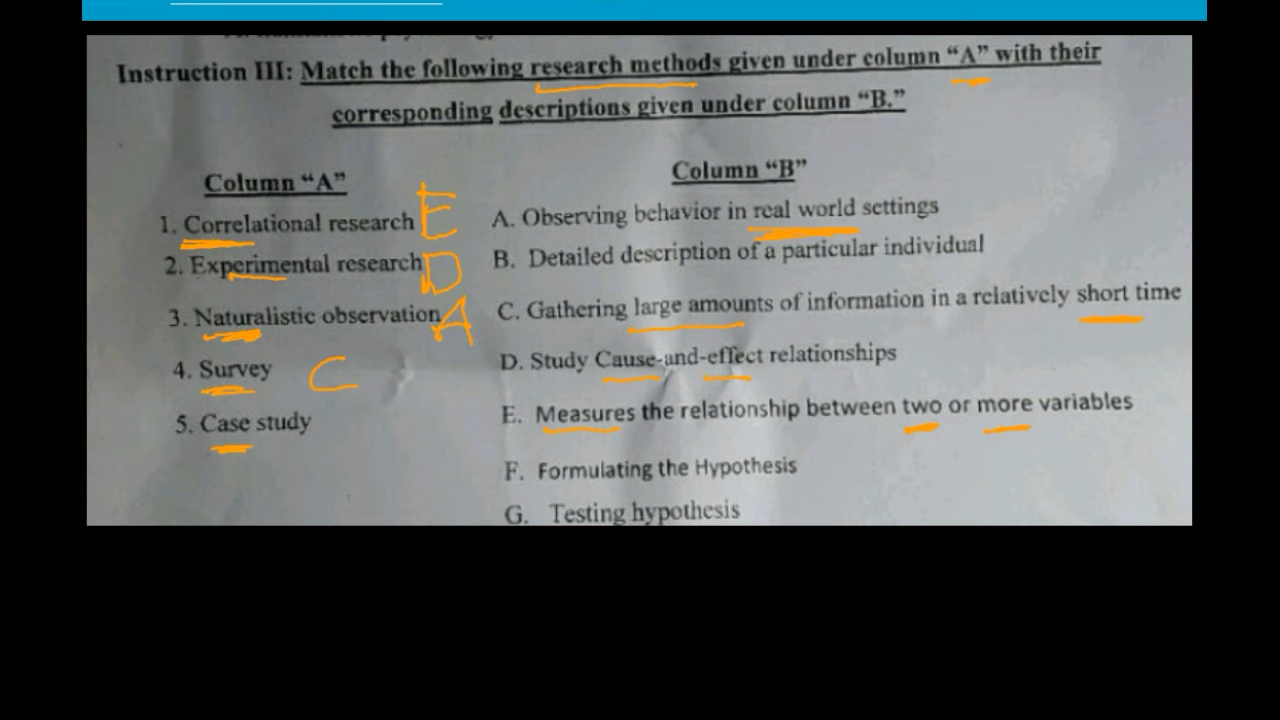 Instruction III: Match the following research methods given under column “A” with their
corresponding descriptions given under column “B.”
Column “A”
Column “B”
1. Correlational research E
A. Observing behavior in real world settings
2. Experimental research D
B. Detailed description of a particular individual
3. Naturalistic observation A
C. Gathering large amounts of information in a relatively short time
4. Survey C
D. Study Cause-and-effect relationships
5. Case study
E. Measures the relationship between two or more variables
F. Formulating the Hypothesis
G. Testing hypothesis